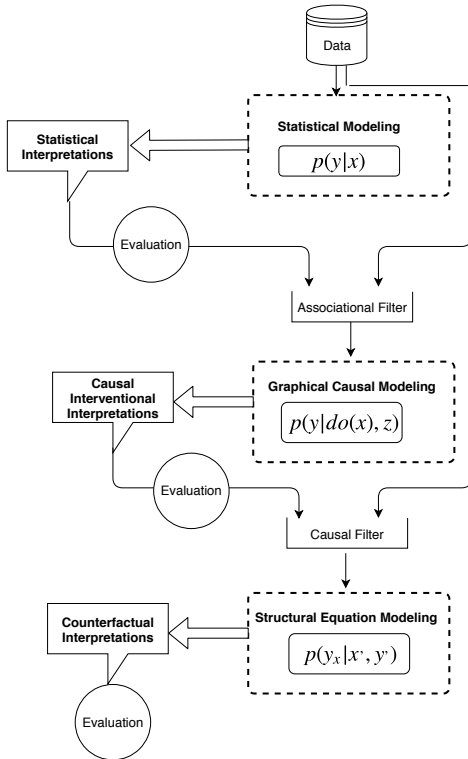 Data
Statistical Modeling
p(y|x)
Statistical
Interpretations
Evaluation
Associational Filter
Causal
Interventional
Interpretations
Graphical Causal Modeling
p(y|do(x), z)
Evaluation
Causal Filter
Counterfactual
Interpretations
Structural Equation Modeling
p(yₓ|x’, y’)
Evaluation